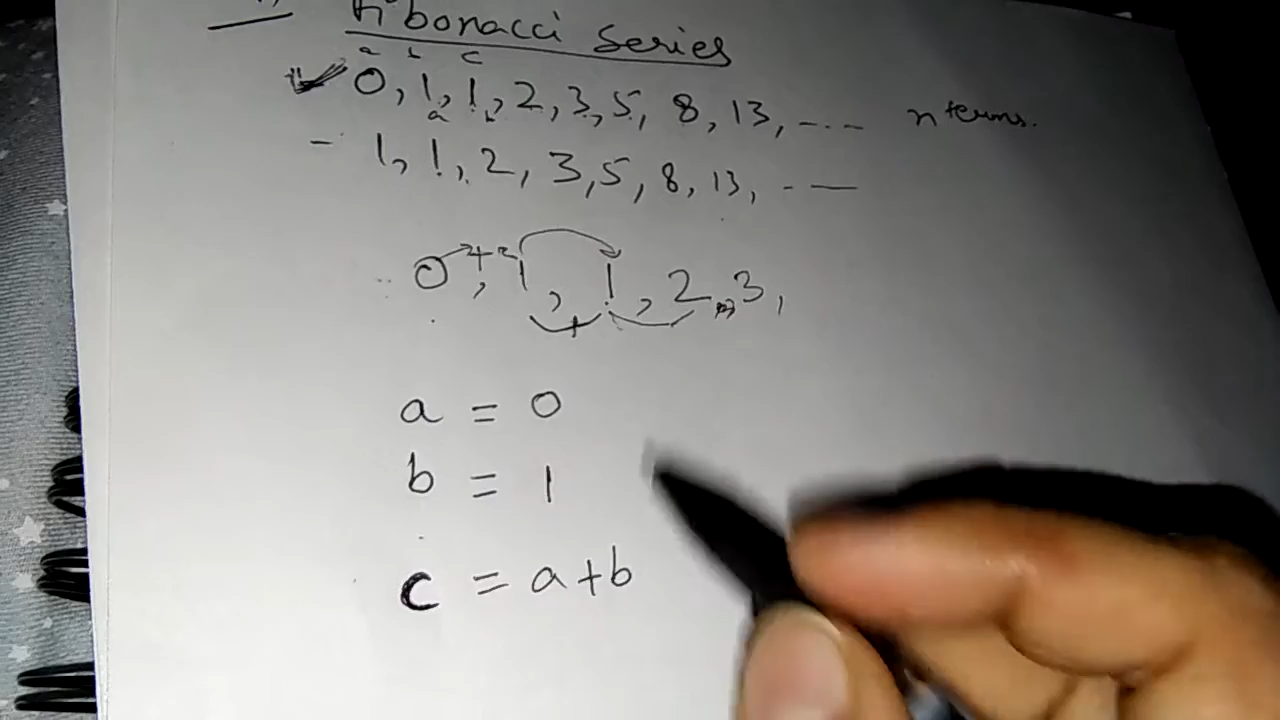 Fibonacci Series
a b c
0, 1, 1, 2, 3, 5, 8, 13, ---- n terms.
a b
- 1, 1, 2, 3, 5, 8, 13, - —
0 + 1, 1, 2, 3,
+
a = 0
b = 1
c = a+b